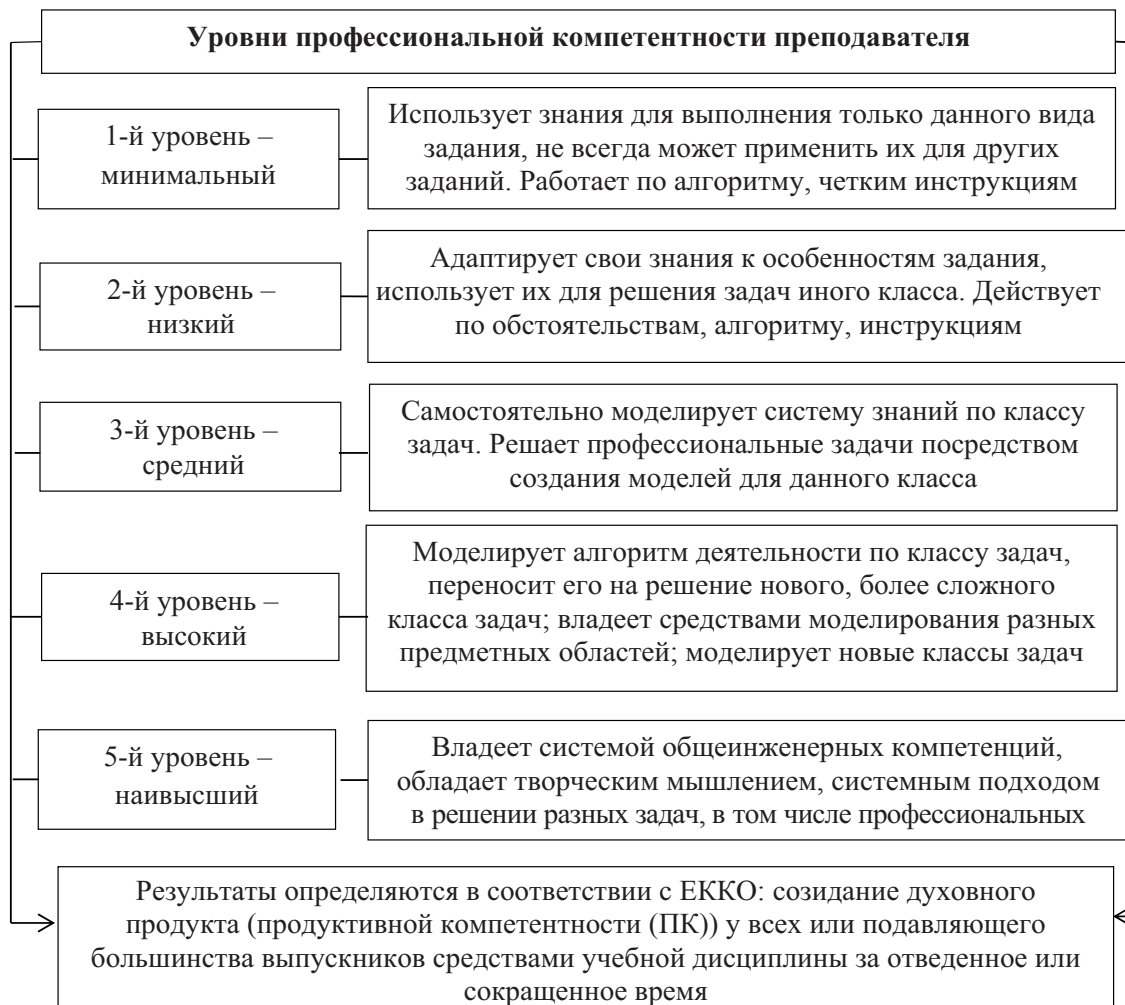 Уровни профессиональной компетентности преподавателя
1-й уровень –
минимальный
Использует знания для выполнения только данного вида
задания, не всегда может применить их для других
заданий. Работает по алгоритму, четким инструкциям
2-й уровень –
низкий
Адаптирует свои знания к особенностям задания,
использует их для решения задач иного класса. Действует
по обстоятельствам, алгоритму, инструкциям
3-й уровень –
средний
Самостоятельно моделирует систему знаний по классу
задач. Решает профессиональные задачи посредством
создания моделей для данного класса
4-й уровень –
высокий
Моделирует алгоритм деятельности по классу задач,
переносит его на решение нового, более сложного
класса задач; владеет средствами моделирования разных
предметных областей; моделирует новые классы задач
5-й уровень –
наивысший
Владеет системой общеинженерных компетенций,
обладает творческим мышлением, системным подходом
в решении разных задач, в том числе профессиональных
Результаты определяются в соответствии с ЕККО: созидание духовного
продукта (продуктивной компетентности (ПК)) у всех или подавляющего
большинства выпускников средствами учебной дисциплины за отведенное или
сокращенное время